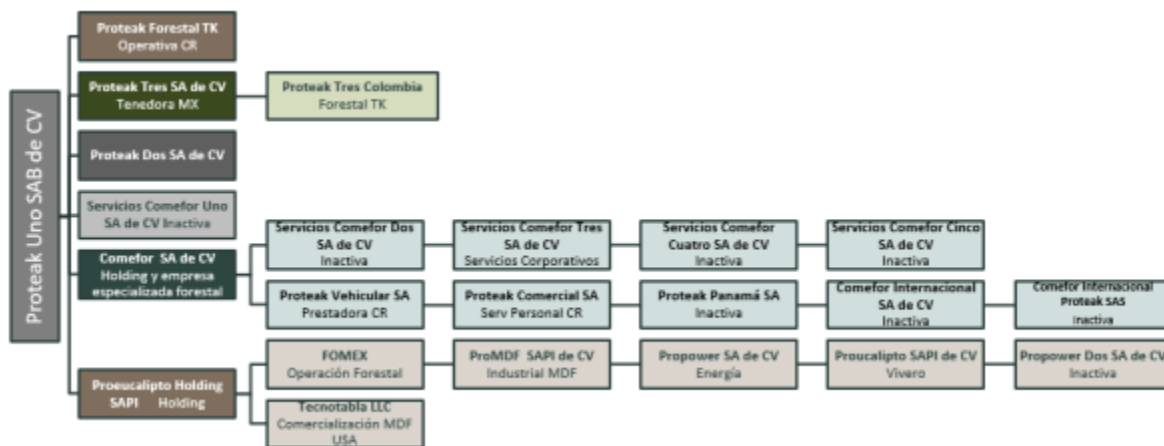 Proteak Uno SAB de CV
Proteak Forestal TK
Operativa CR
Proteak Tres SA de CV
Tenedora MX
Proteak Tres Colombia
Forestal TK
Proteak Dos SA de CV
Servicios Comefor Uno
SA de CV Inactiva
Comefor SA de CV
Holding y empresa
especializada forestal
Servicios Comefor Dos
SA de CV
Inactiva
Servicios Comefor Tres
SA de CV
Servicios Corporativos
Servicios Comefor
Cuatro SA de CV
Inactiva
Servicios Comefor Cinco
SA de CV
Inactiva
Proteak Vehicular SA
Prestadora CR
Proteak Comercial SA
Serv Personal CR
Proteak Panamá SA
Inactiva
Comefor Internacional
SA de CV
Inactiva
Comefor Internacional
Proteak SAS
Inactiva
Proeucalipto Holding
SAPI Holding
FOMEX
Operación Forestal
ProMDF SAPI de CV
Industrial MDF
Propower SA de CV
Energía
Proucalipto SAPI de CV
Vivero
Propower Dos SA de CV
Inactiva
Tecnotabla LLC
Comercialización MDF
USA